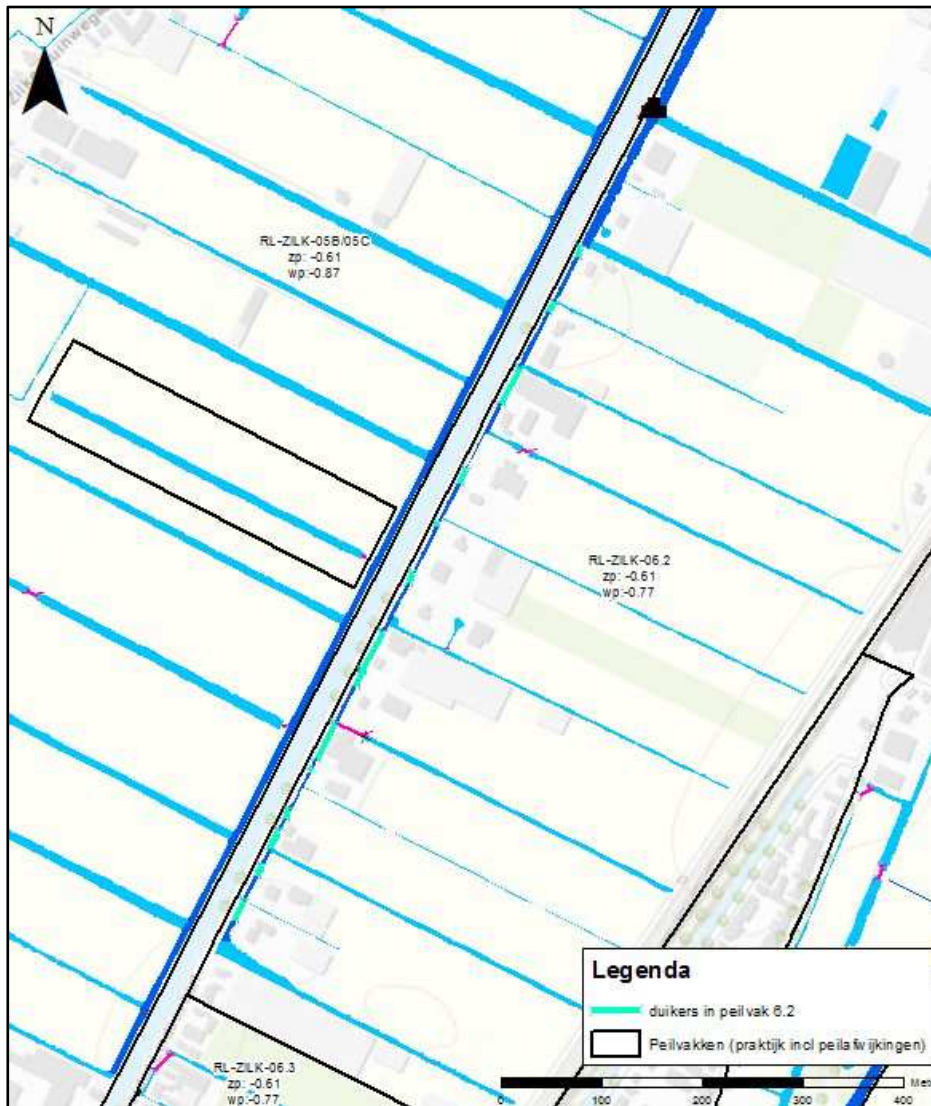 N
RL-ZILK-05B/05C
zp: -0.61
wp:-0.87
RL-ZILK-06.2
zp: -0.61
wp:-0.77
Legenda
duikers in peilvak 6.2
Peilvakken (praktijk incl peilafwijkingen)
RL-ZILK-06.3
zp: -0.61
wp:-0.77
0 100 200 300 400